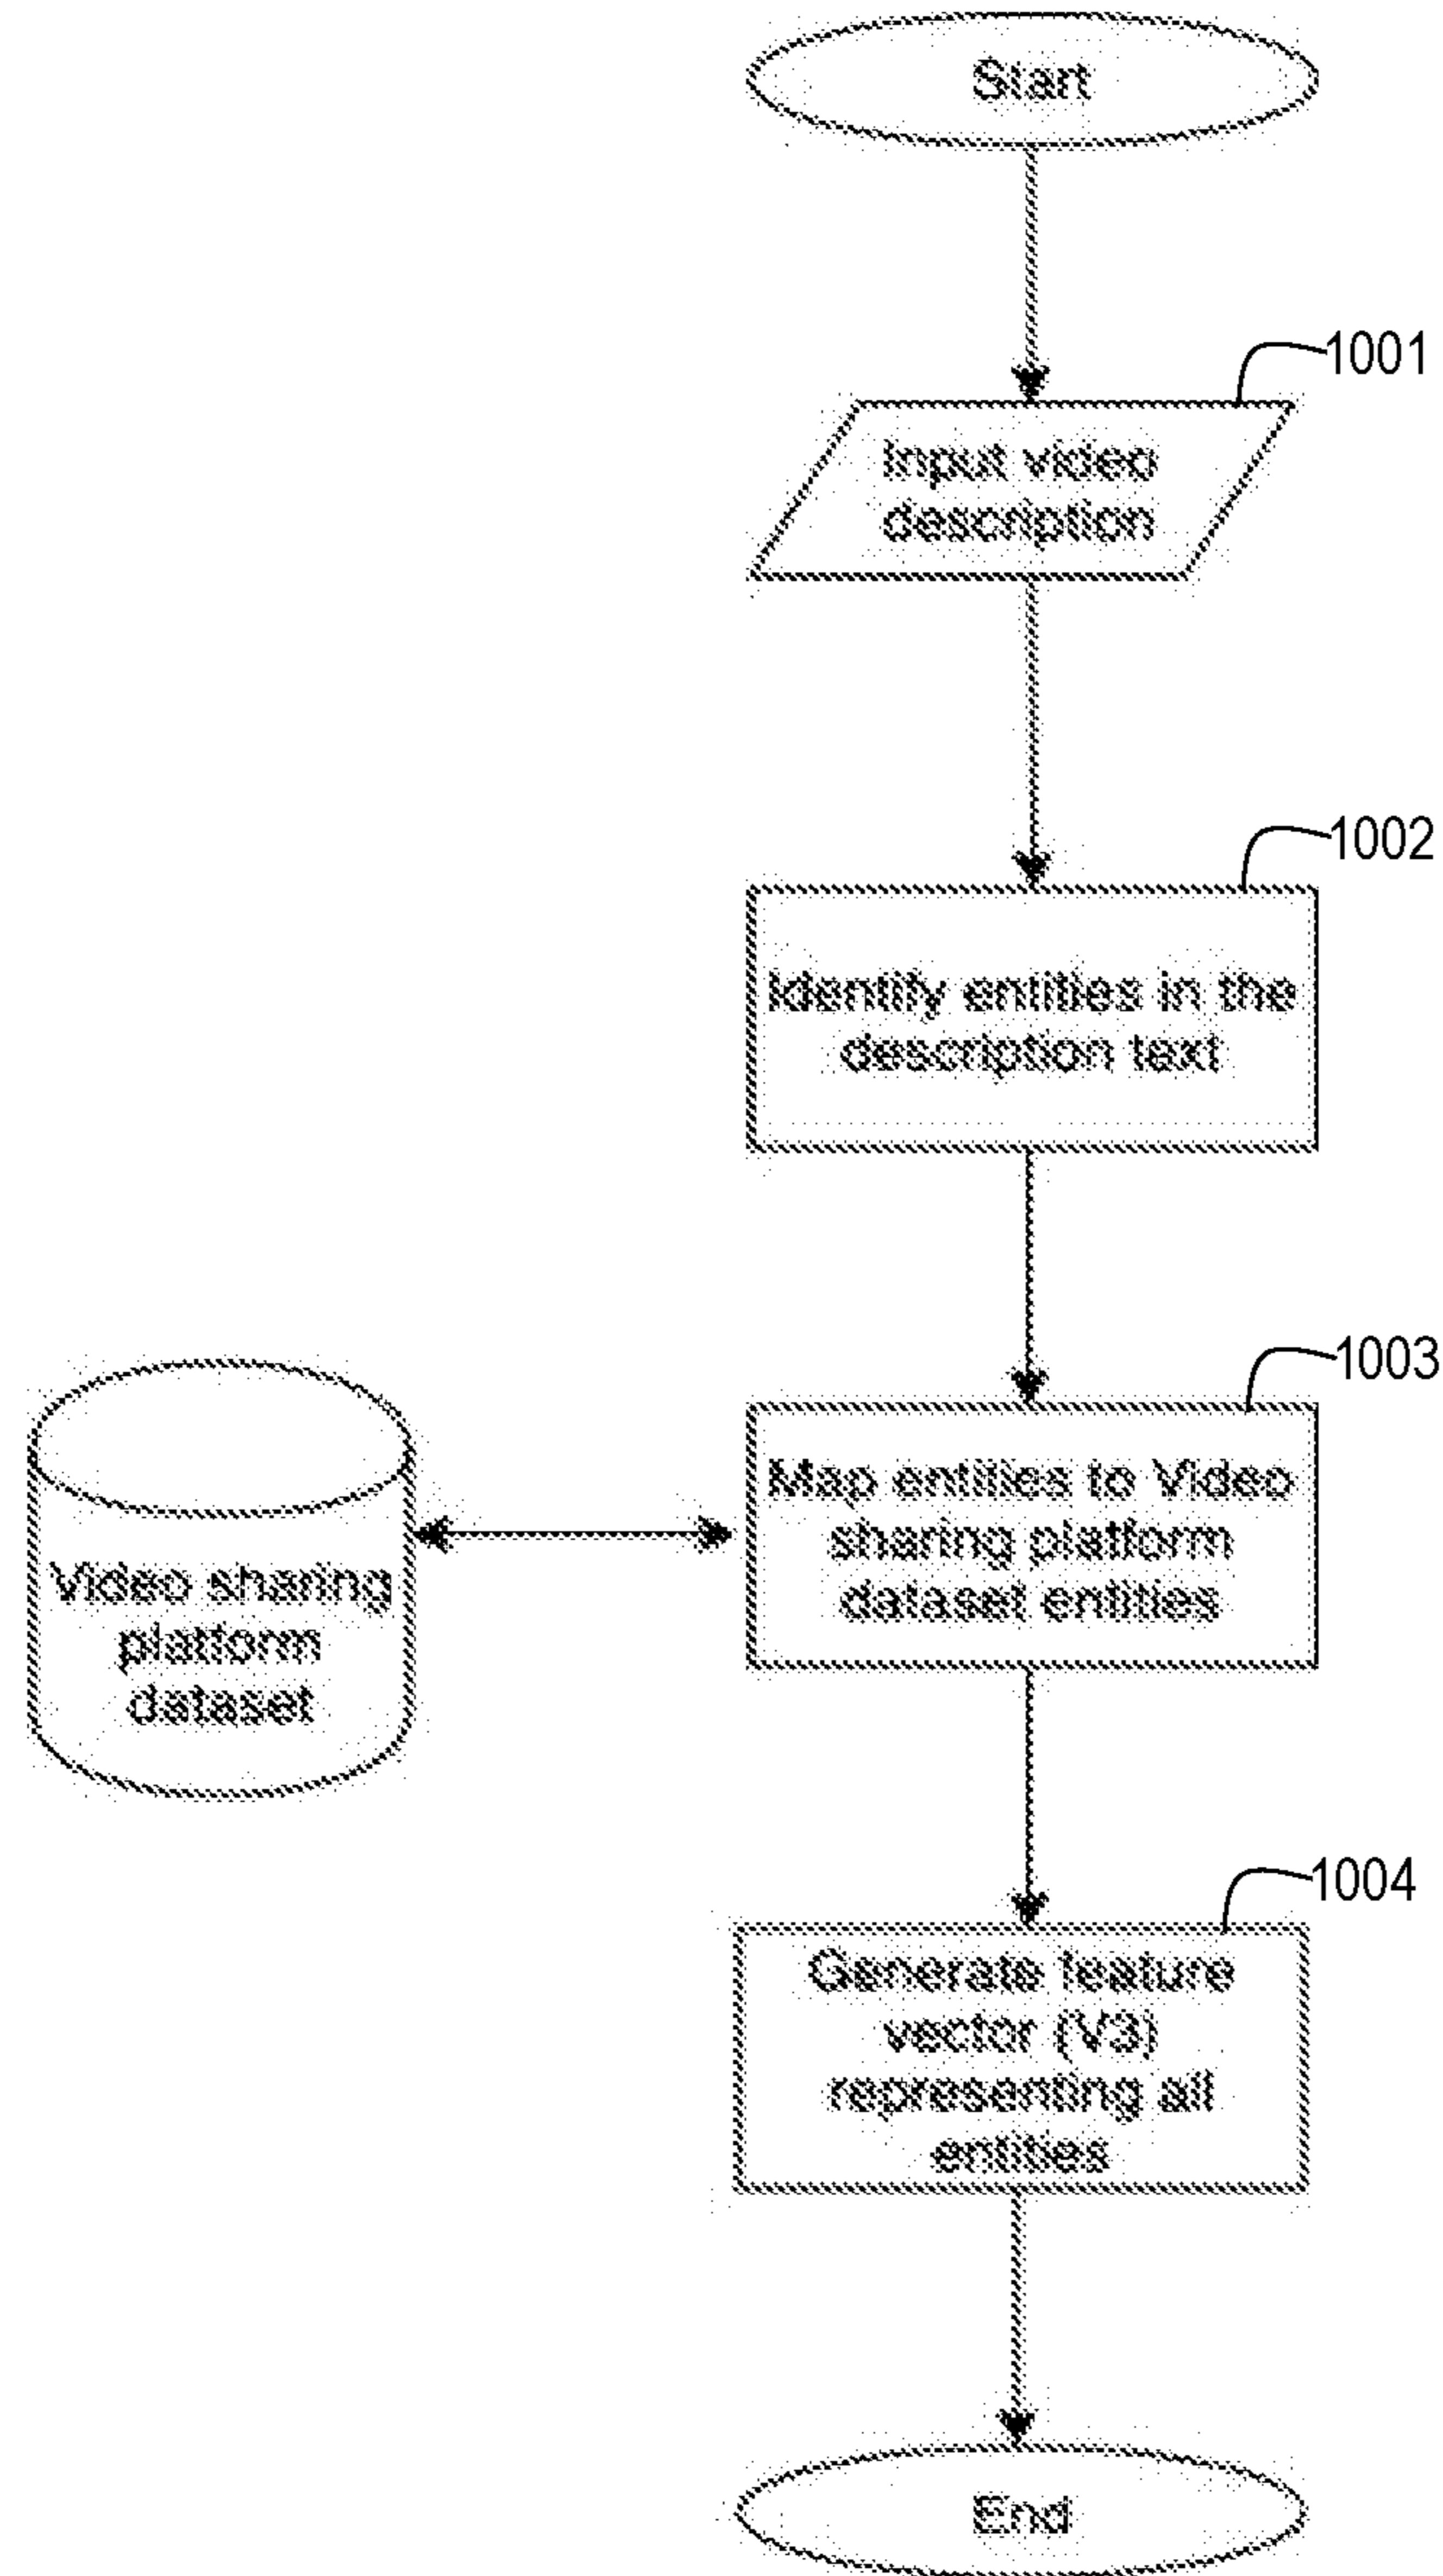 Start
1001
Input video
description
1002
Identify entities in the
description text
1003
Map entities to Video
sharing platform
dataset entities
Video sharing
platform
dataset
1004
Generate feature
vector (V3)
representing all
entities
End